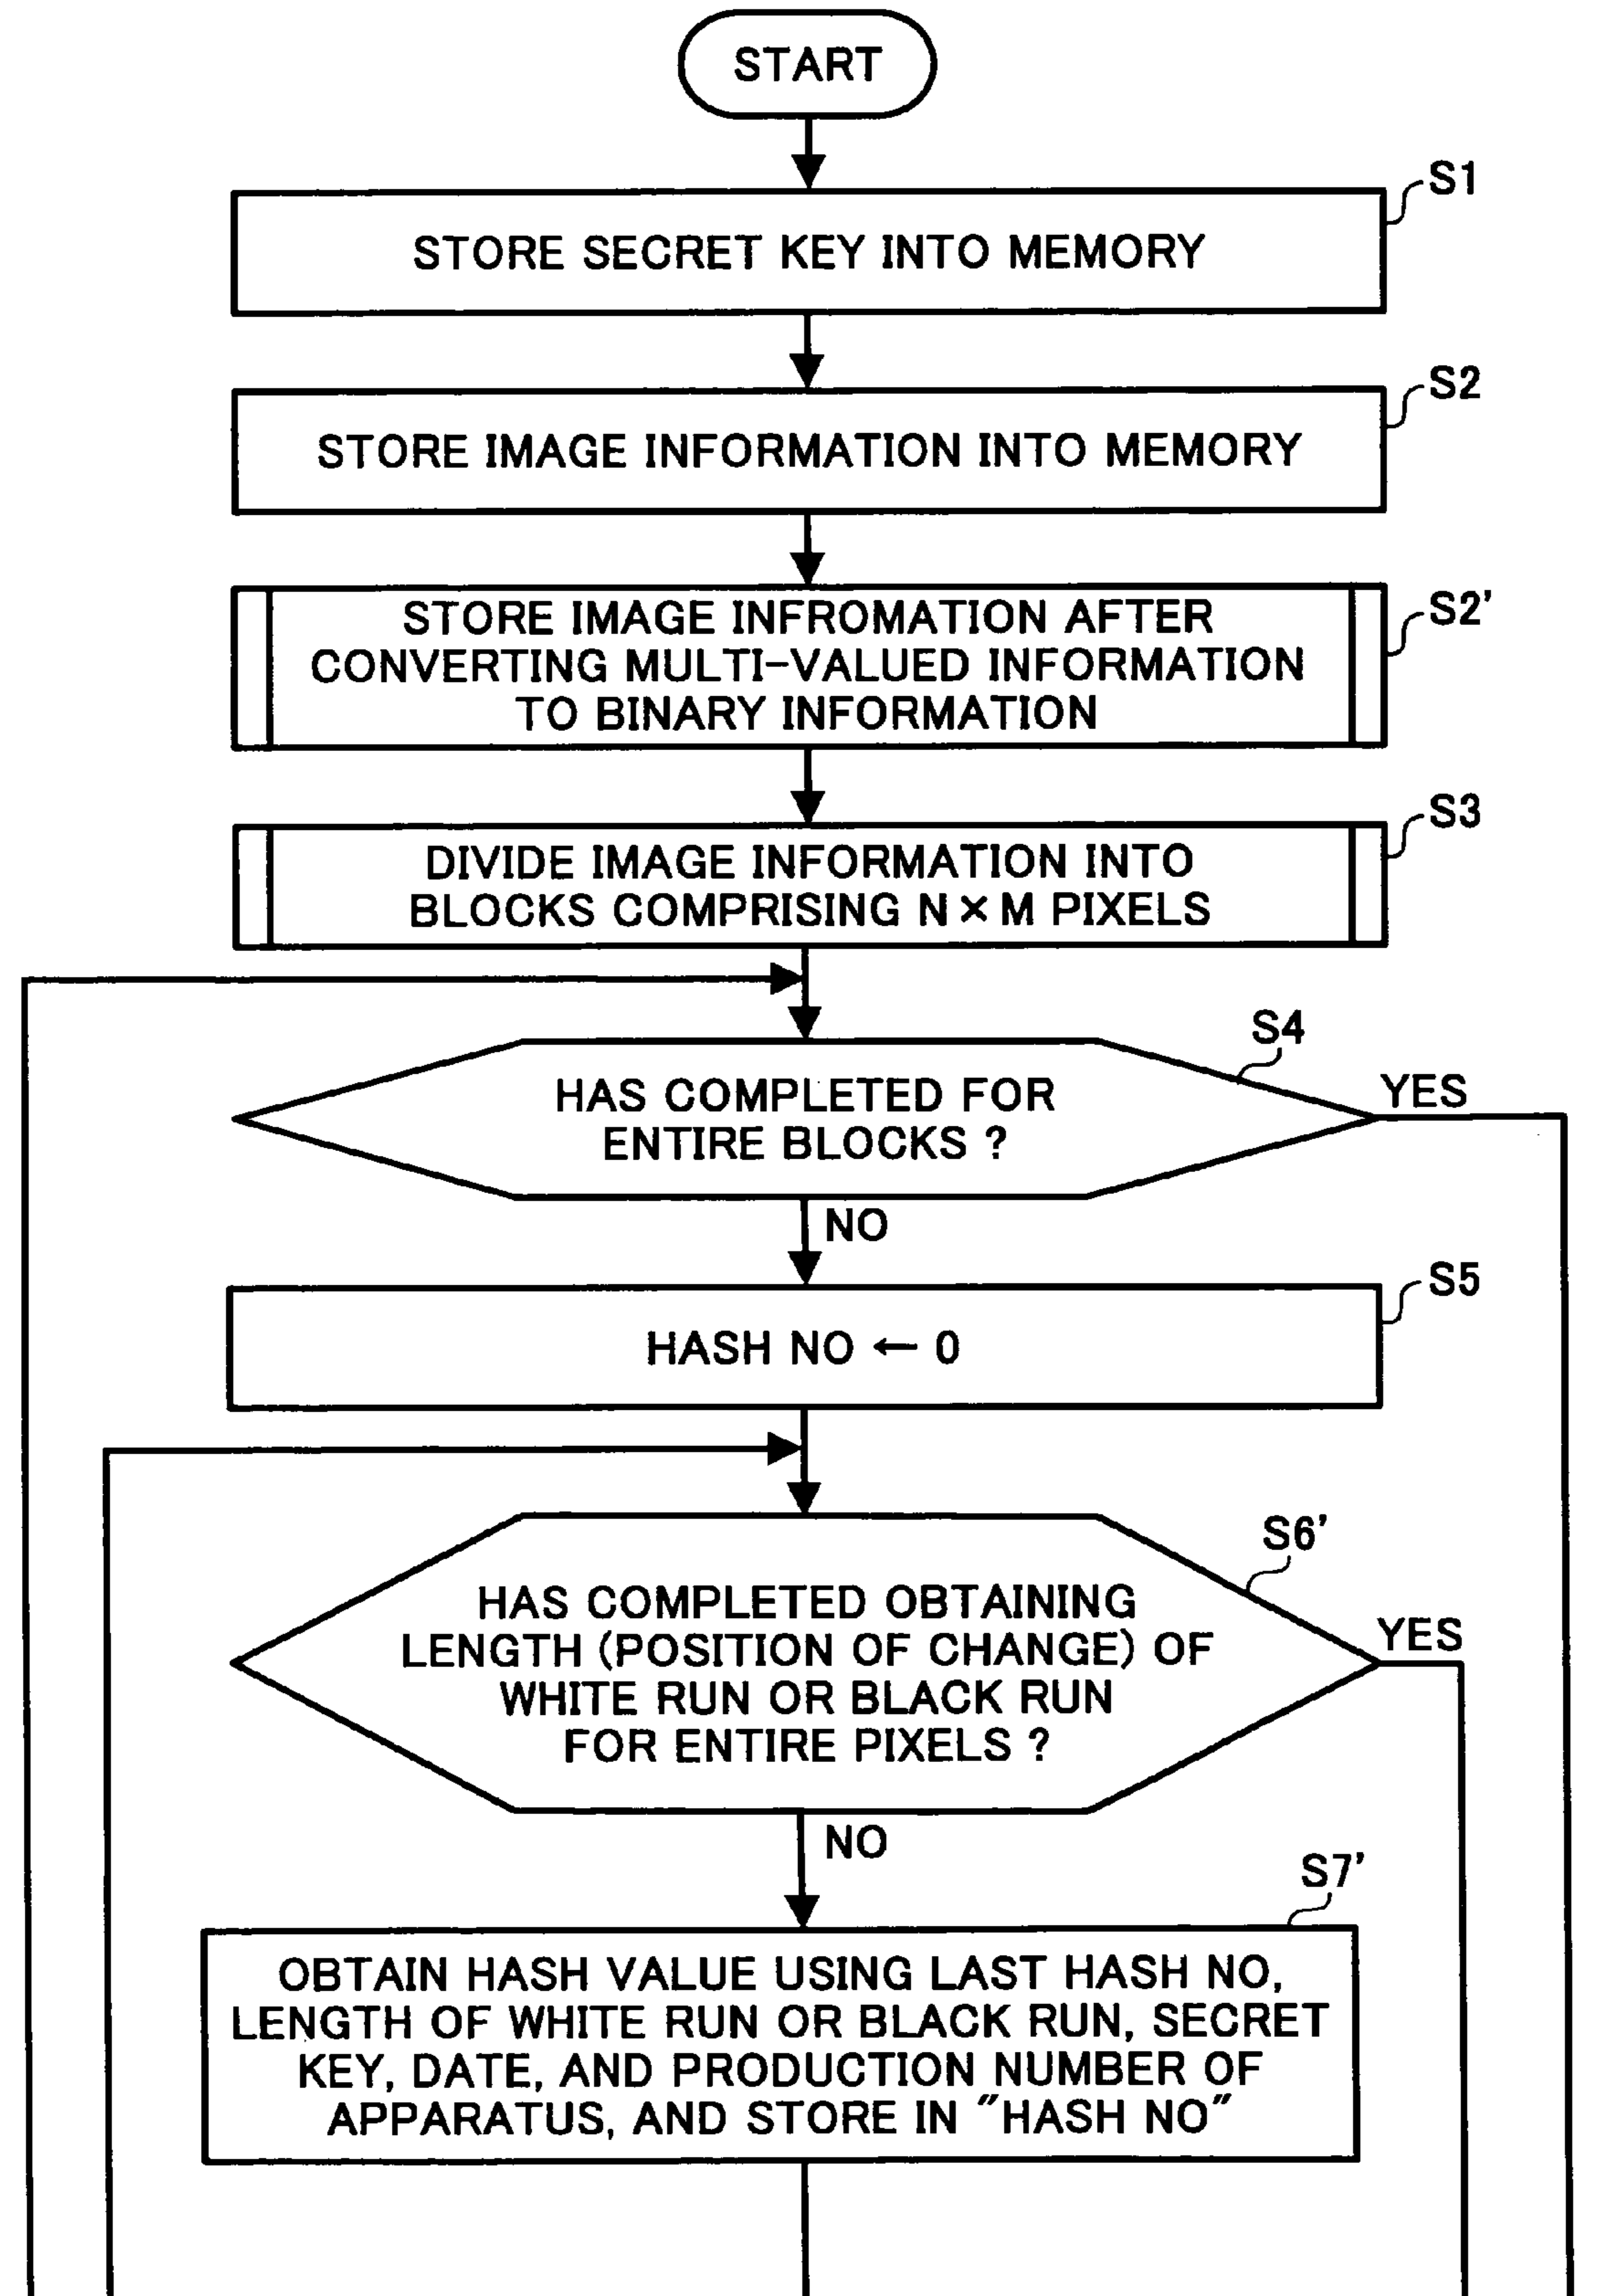 START
S1
STORE SECRET KEY INTO MEMORY
S2
STORE IMAGE INFORMATION INTO MEMORY
S2'
STORE IMAGE INFROMATION AFTER
CONVERTING MULTI-VALUED INFORMATION
TO BINARY INFORMATION
S3
DIVIDE IMAGE INFORMATION INTO
BLOCKS COMPRISING N × M PIXELS
S4
HAS COMPLETED FOR
ENTIRE BLOCKS ?
YES
NO
S5
HASH NO ← 0
S6'
HAS COMPLETED OBTAINING
LENGTH (POSITION OF CHANGE) OF
WHITE RUN OR BLACK RUN
FOR ENTIRE PIXELS ?
YES
NO
S7'
OBTAIN HASH VALUE USING LAST HASH NO,
LENGTH OF WHITE RUN OR BLACK RUN, SECRET
KEY, DATE, AND PRODUCTION NUMBER OF
APPARATUS, AND STORE IN "HASH NO"